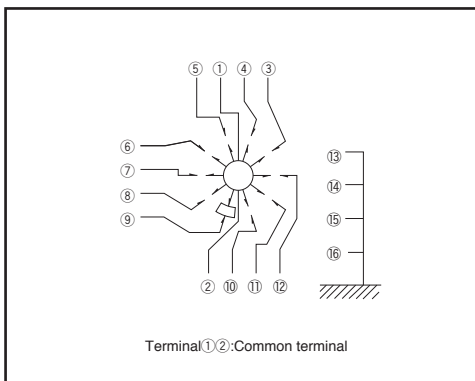 ⑤ ① ④ ③
⑥
⑦
⑧
⑨
② ⑩ ⑪ ⑫
⑬
⑭
⑮
⑯
Terminal①②:Common terminal